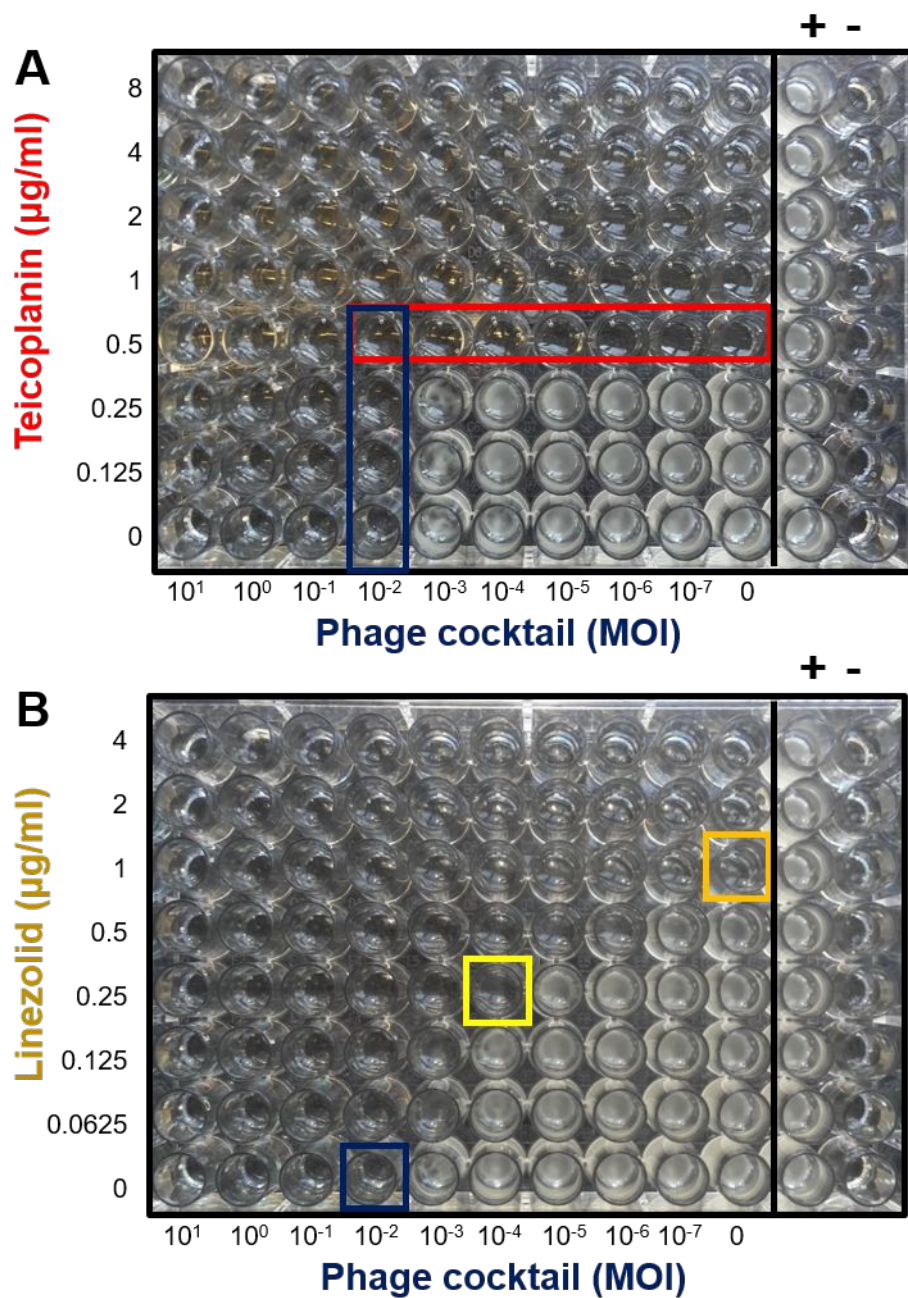 + -
A
Teicoplanin (µg/ml)
8
4
2
1
0.5
0.25
0.125
0
10¹ 10⁰ 10⁻¹ 10⁻² 10⁻³ 10⁻⁴ 10⁻⁵ 10⁻⁶ 10⁻⁷ 0
Phage cocktail (MOI)
+ -
B
Linezolid (µg/ml)
4
2
1
0.5
0.25
0.125
0.0625
0
10¹ 10⁰ 10⁻¹ 10⁻² 10⁻³ 10⁻⁴ 10⁻⁵ 10⁻⁶ 10⁻⁷ 0
Phage cocktail (MOI)